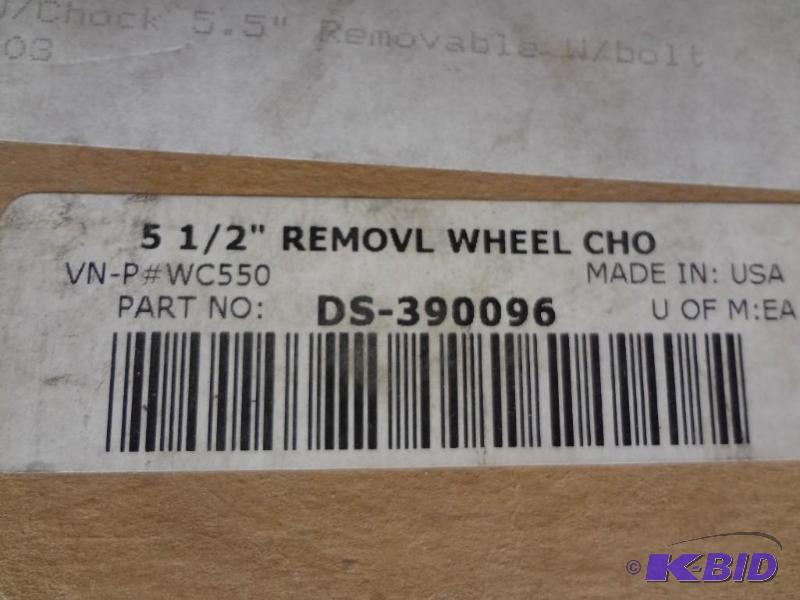 /Chock 5.5" Removable W/bolt
03
5 1/2" REMOVL WHEEL CHO
VN-P#WC550 MADE IN: USA
PART NO: DS-390096 U OF M:EA
© K-BID